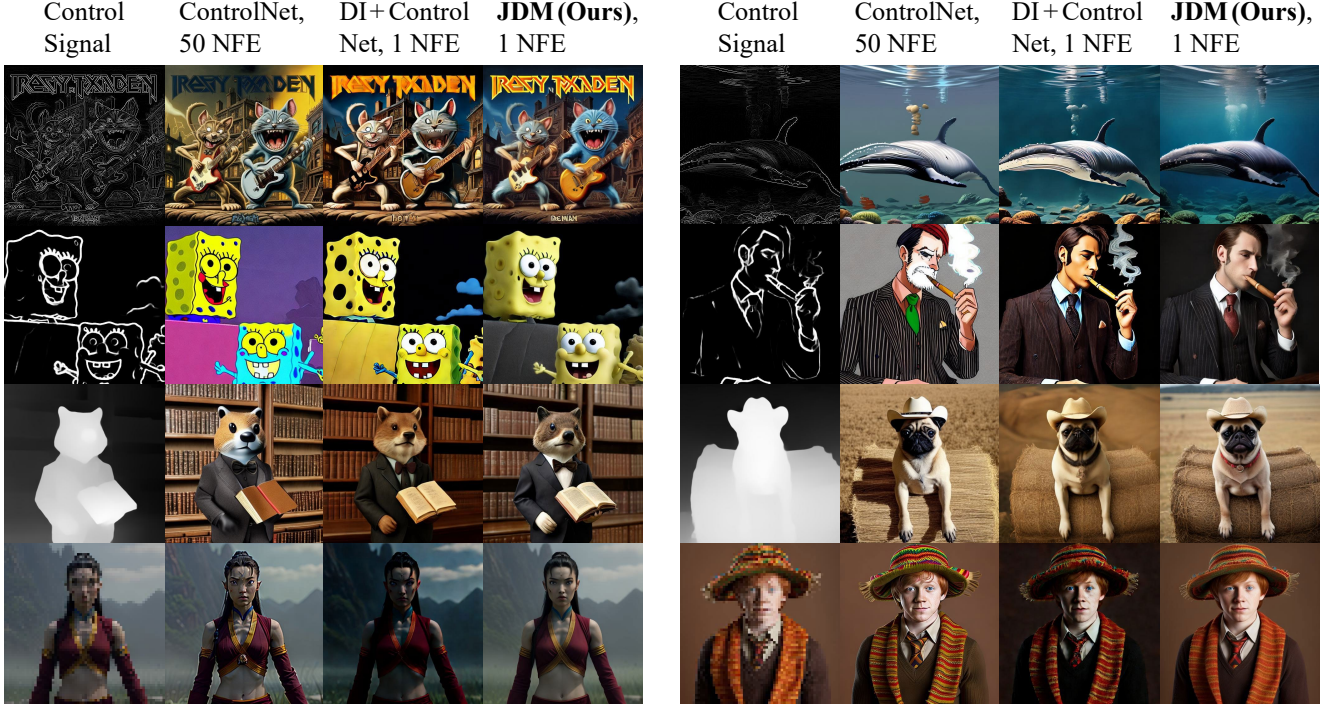 Control
Signal
ControlNet,
50 NFE
DI + Control
Net, 1 NFE
JDM (Ours),
1 NFE
Control
Signal
ControlNet,
50 NFE
DI + Control
Net, 1 NFE
JDM (Ours),
1 NFE